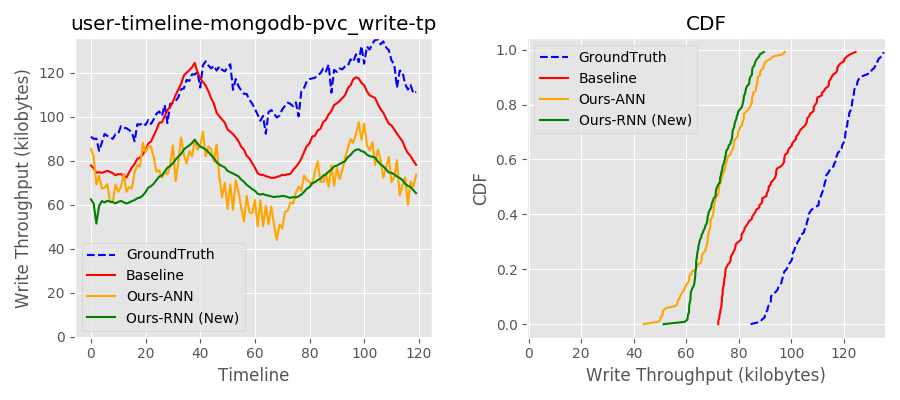 user-timeline-mongodb-pvc_write-tp
Write Throughput (kilobytes)
120
100
80
60
40
20
0
GroundTruth
Baseline
Ours-ANN
Ours-RNN (New)
0 20 40 60 80 100 120
Timeline
CDF
CDF
1.0
0.8
0.6
0.4
0.2
0.0
GroundTruth
Baseline
Ours-ANN
Ours-RNN (New)
0 20 40 60 80 100 120
Write Throughput (kilobytes)